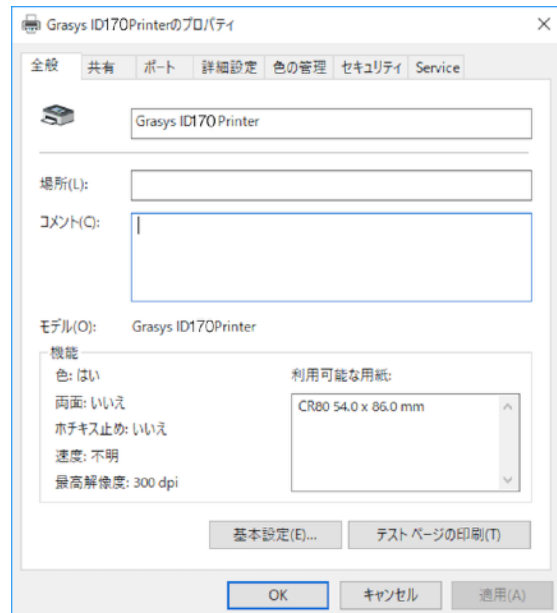 Grasys ID170Printerのプロパティ
全般 共有 ポート 詳細設定 色の管理 セキュリティ Service
Grasys ID170 Printer
場所(L):
コメント(C):
モデル(O): Grasys ID170Printer
機能
色: はい
利用可能な用紙:
両面: いいえ
CR80 54.0 x 86.0 mm
ホチキス止め: いいえ
速度: 不明
最高解像度: 300 dpi
基本設定(E)... テスト ページの印刷(T)
OK キャンセル 適用(A)